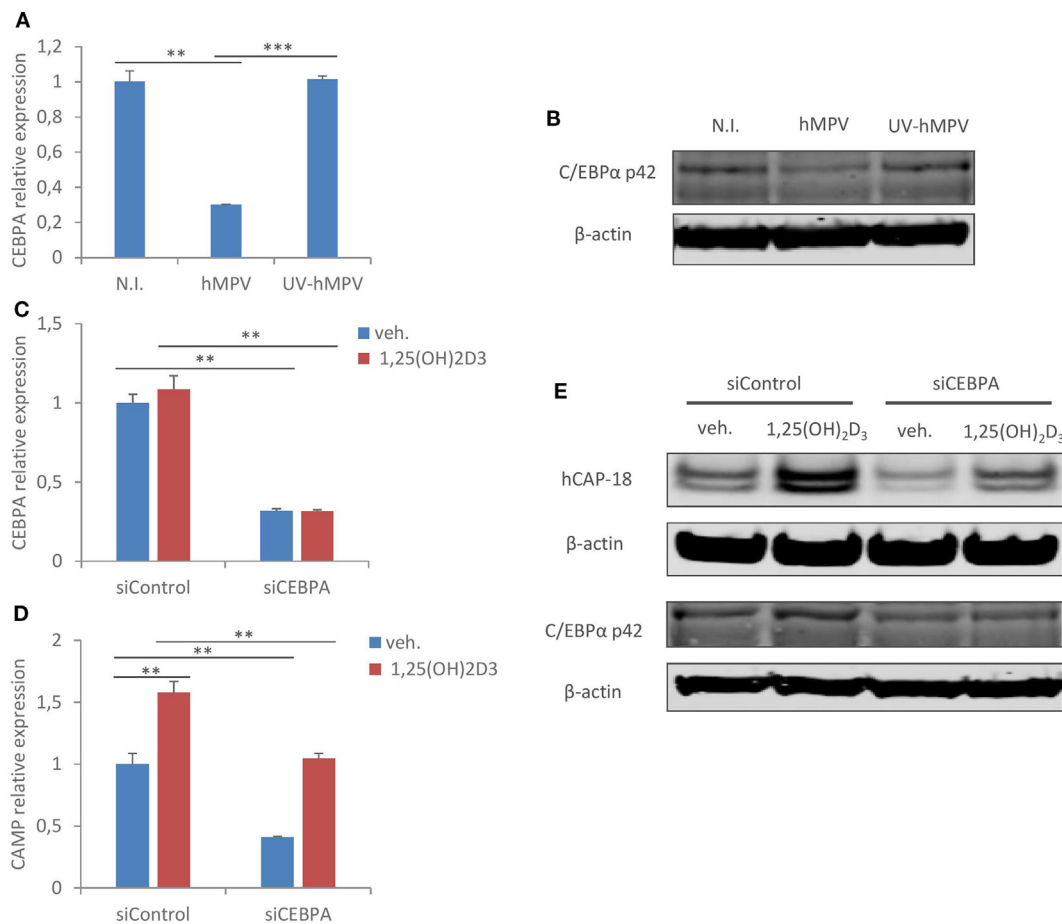 A
CEBPA relative expression
1,2
1
0,8
0,6
0,4
0,2
0
** ***
N.I. hMPV UV-hMPV
B
N.I. hMPV UV-hMPV
C/EBPα p42
β-actin
C
CEBPA relative expression
1,5
1
0,5
0
**
**
veh.
1,25(OH)2D3
siControl siCEBPA
D
CAMP relative expression
2
1,5
1
0,5
0
**
**
**
veh.
1,25(OH)2D3
siControl siCEBPA
E
siControl siCEBPA
veh. 1,25(OH)₂D₃ veh. 1,25(OH)₂D₃
hCAP-18
β-actin
C/EBPα p42
β-actin